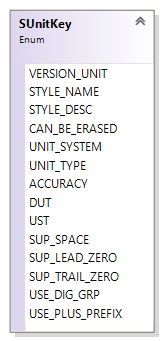 SUnitKey
Enum
VERSION_UNIT
STYLE_NAME
STYLE_DESC
CAN_BE_ERASED
UNIT_SYSTEM
UNIT_TYPE
ACCURACY
DUT
UST
SUP_SPACE
SUP_LEAD_ZERO
SUP_TRAIL_ZERO
USE_DIG_GRP
USE_PLUS_PREFIX